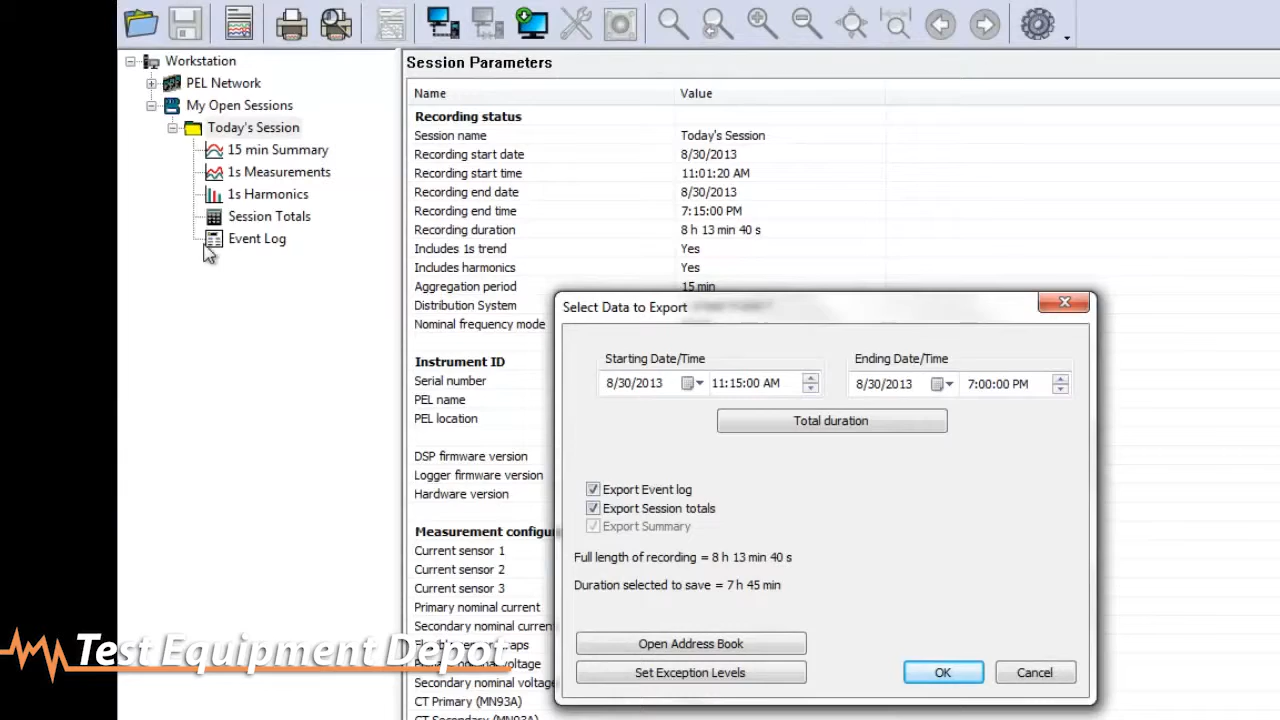 Workstation
PEL Network
My Open Sessions
Today's Session
15 min Summary
1s Measurements
1s Harmonics
Session Totals
Event Log
Session Parameters
Name Value
Recording status
Session name Today's Session
Recording start date 8/30/2013
Recording start time 11:01:20 AM
Recording end date 8/30/2013
Recording end time 7:15:00 PM
Recording duration 8 h 13 min 40 s
Includes 1s trend Yes
Includes harmonics Yes
Aggregation period 15 min
Distribution System
Nominal frequency mode
Instrument ID
Serial number
PEL name
PEL location
DSP firmware version
Logger firmware version
Hardware version
Measurement configu
Current sensor 1
Current sensor 2
Current sensor 3
Primary nominal current
Secondary nominal curren
Primary nominal voltage
Secondary nominal voltage
CT Primary (MN93A)
CT Secondary (MN93A)
Select Data to Export
Starting Date/Time Ending Date/Time
8/30/2013 11:15:00 AM 8/30/2013 7:00:00 PM
Total duration
Export Event log
Export Session totals
Export Summary
Full length of recording = 8 h 13 min 40 s
Duration selected to save = 7 h 45 min
Open Address Book
Set Exception Levels OK Cancel
Test Equipment Depot